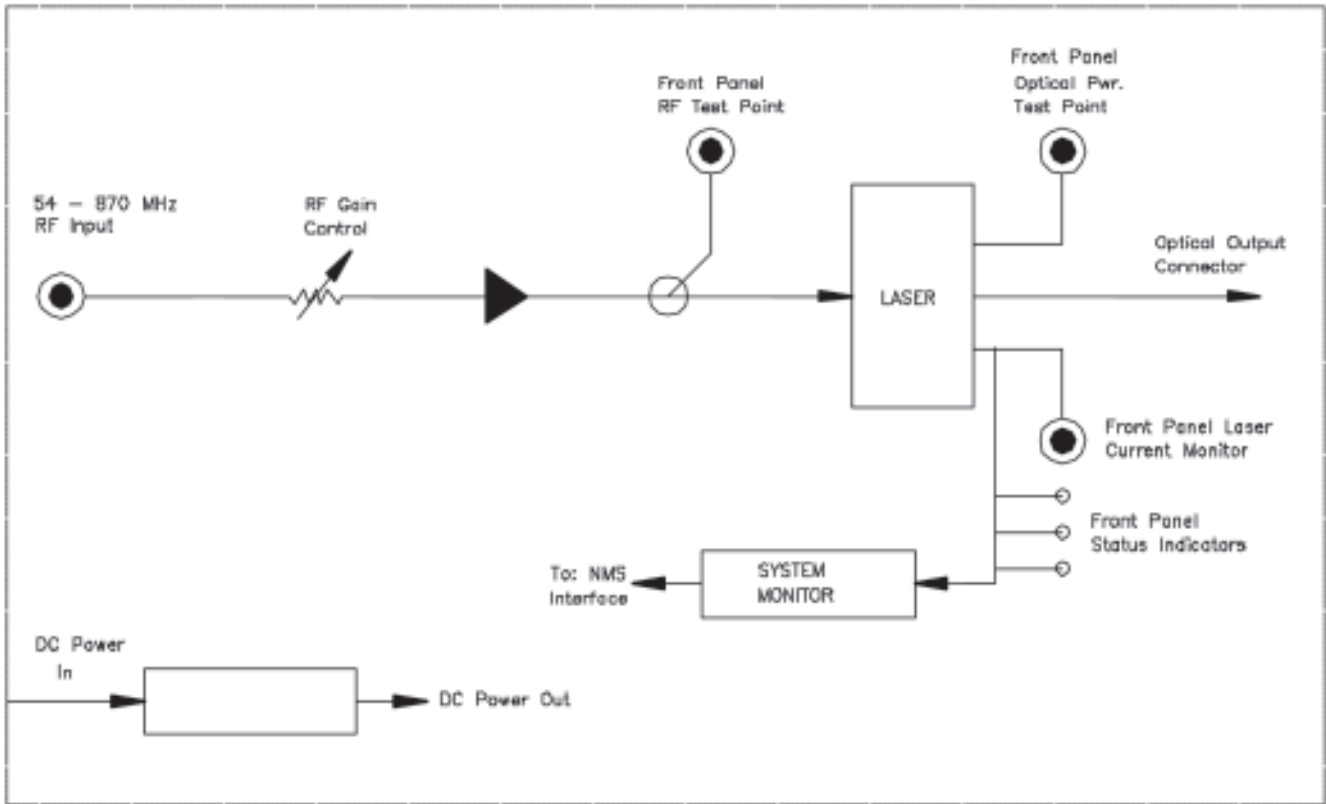 Front Panel
RF Test Point
Front Panel
Optical Pwr.
Test Point
54 - 870 MHz
RF Input
RF Gain
Control
Optical Output
Connector
LASER
Front Panel Laser
Current Monitor
Front Panel
Status Indicators
To: NMS
Interface
SYSTEM
MONITOR
DC Power
In
DC Power Out